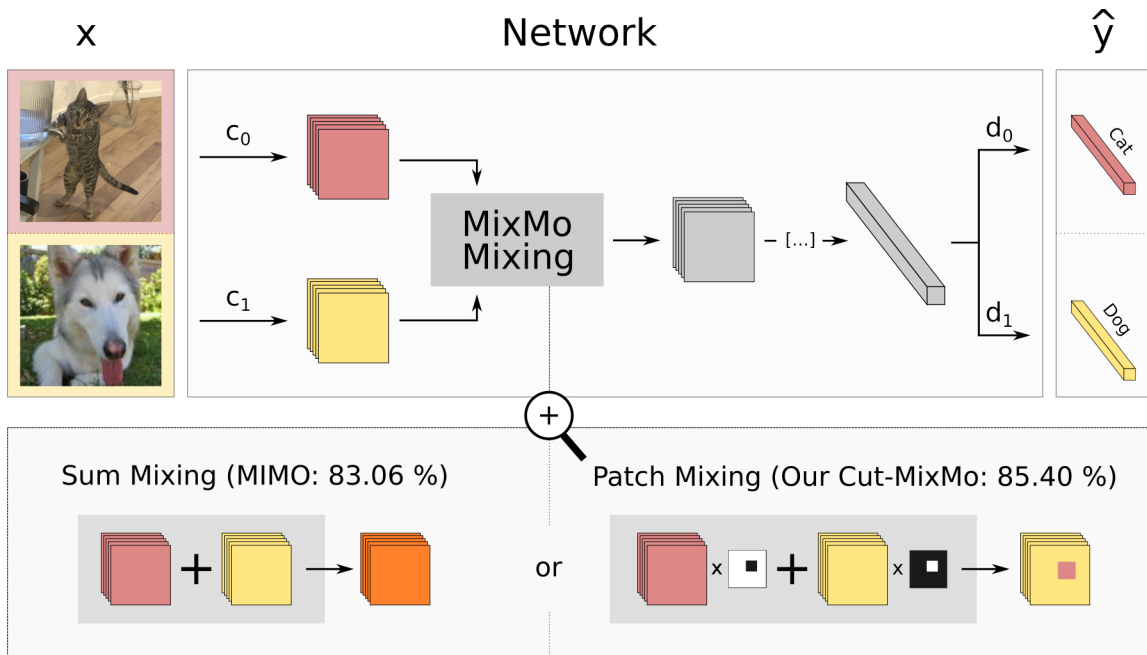 x
Network
ŷ
c₀
d₀
Cat
MixMo
Mixing
[...]
c₁
d₁
Dog
+
Sum Mixing (MIMO: 83.06 %)
Patch Mixing (Our Cut-MixMo: 85.40 %)
+
or
x + x